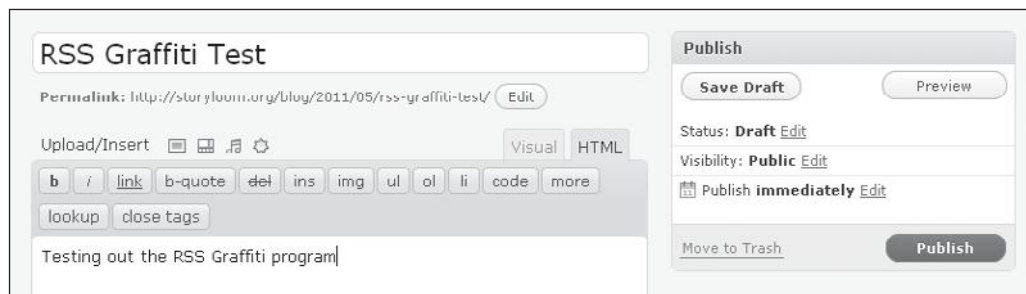 RSS Graffiti Test
Permalink: http://storyloom.org/blog/2011/05/rss-graffiti-test/ Edit
Upload/Insert Visual HTML
b i link b-quote del ins img ul ol li code more
lookup close tags
Testing out the RSS Graffiti program
Publish
Save Draft Preview
Status: Draft Edit
Visibility: Public Edit
11 Publish immediately Edit
Move to Trash Publish